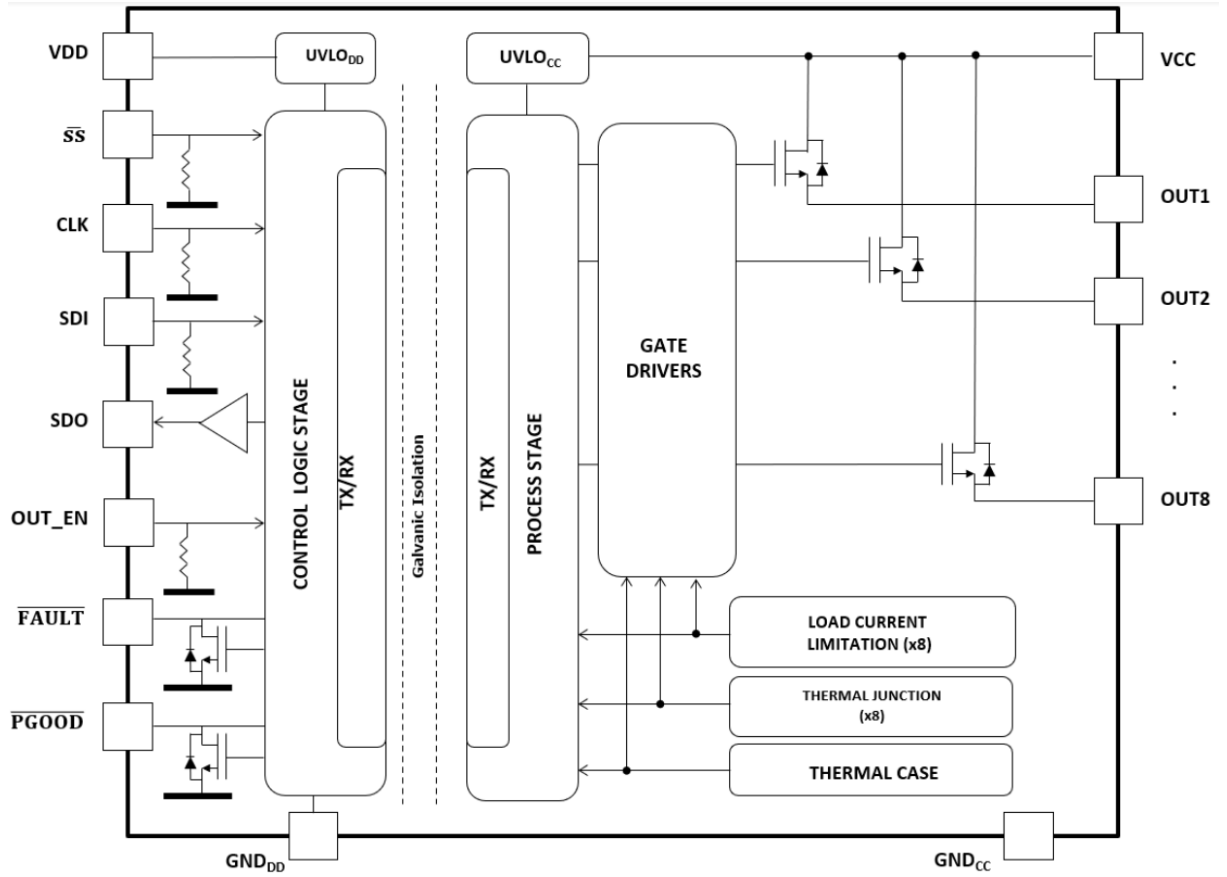 VDD
UVLO_DD
UVLO_CC
VCC
SS
CLK
SDI
SDO
OUT_EN
FAULT
PGOOD
CONTROL LOGIC STAGE
TX/RX
Galvanic Isolation
TX/RX
PROCESS STAGE
GATE
DRIVERS
OUT1
OUT2
.
.
.
OUT8
LOAD CURRENT
LIMITATION (x8)
THERMAL JUNCTION
(x8)
THERMAL CASE
GND_DD
GND_CC